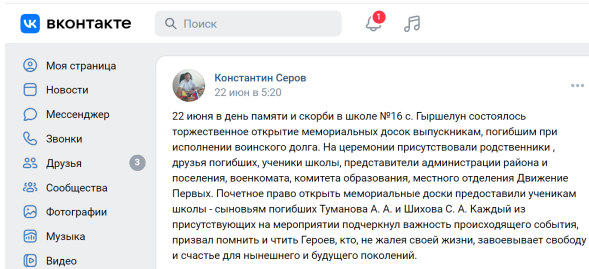 вконтакте
Поиск
1
Моя страница
Новости
Мессенджер
Звонки
Друзья
3
Сообщества
Фотографии
Музыка
Видео
Константин Серов
22 июн в 5:20
22 июня в день памяти и скорби в школе №16 с. Гыршелун состоялось
торжественное открытие мемориальных досок выпускникам, погибшим при
исполнении воинского долга. На церемонии присутствовали родственники ,
друзья погибших, ученики школы, представители администрации района и
поселения, военкомата, комитета образования, местного отделения Движение
Первых. Почетное право открыть мемориальные доски предоставили ученикам
школы - сыновьям погибших Туманова А. А. и Шихова С. А. Каждый из
присутствующих на мероприятии подчеркнул важность происходящего события,
призвал помнить и чтить Героев, кто, не жалея своей жизни, завоевывает свободу
и счастье для нынешнего и будущего поколений.